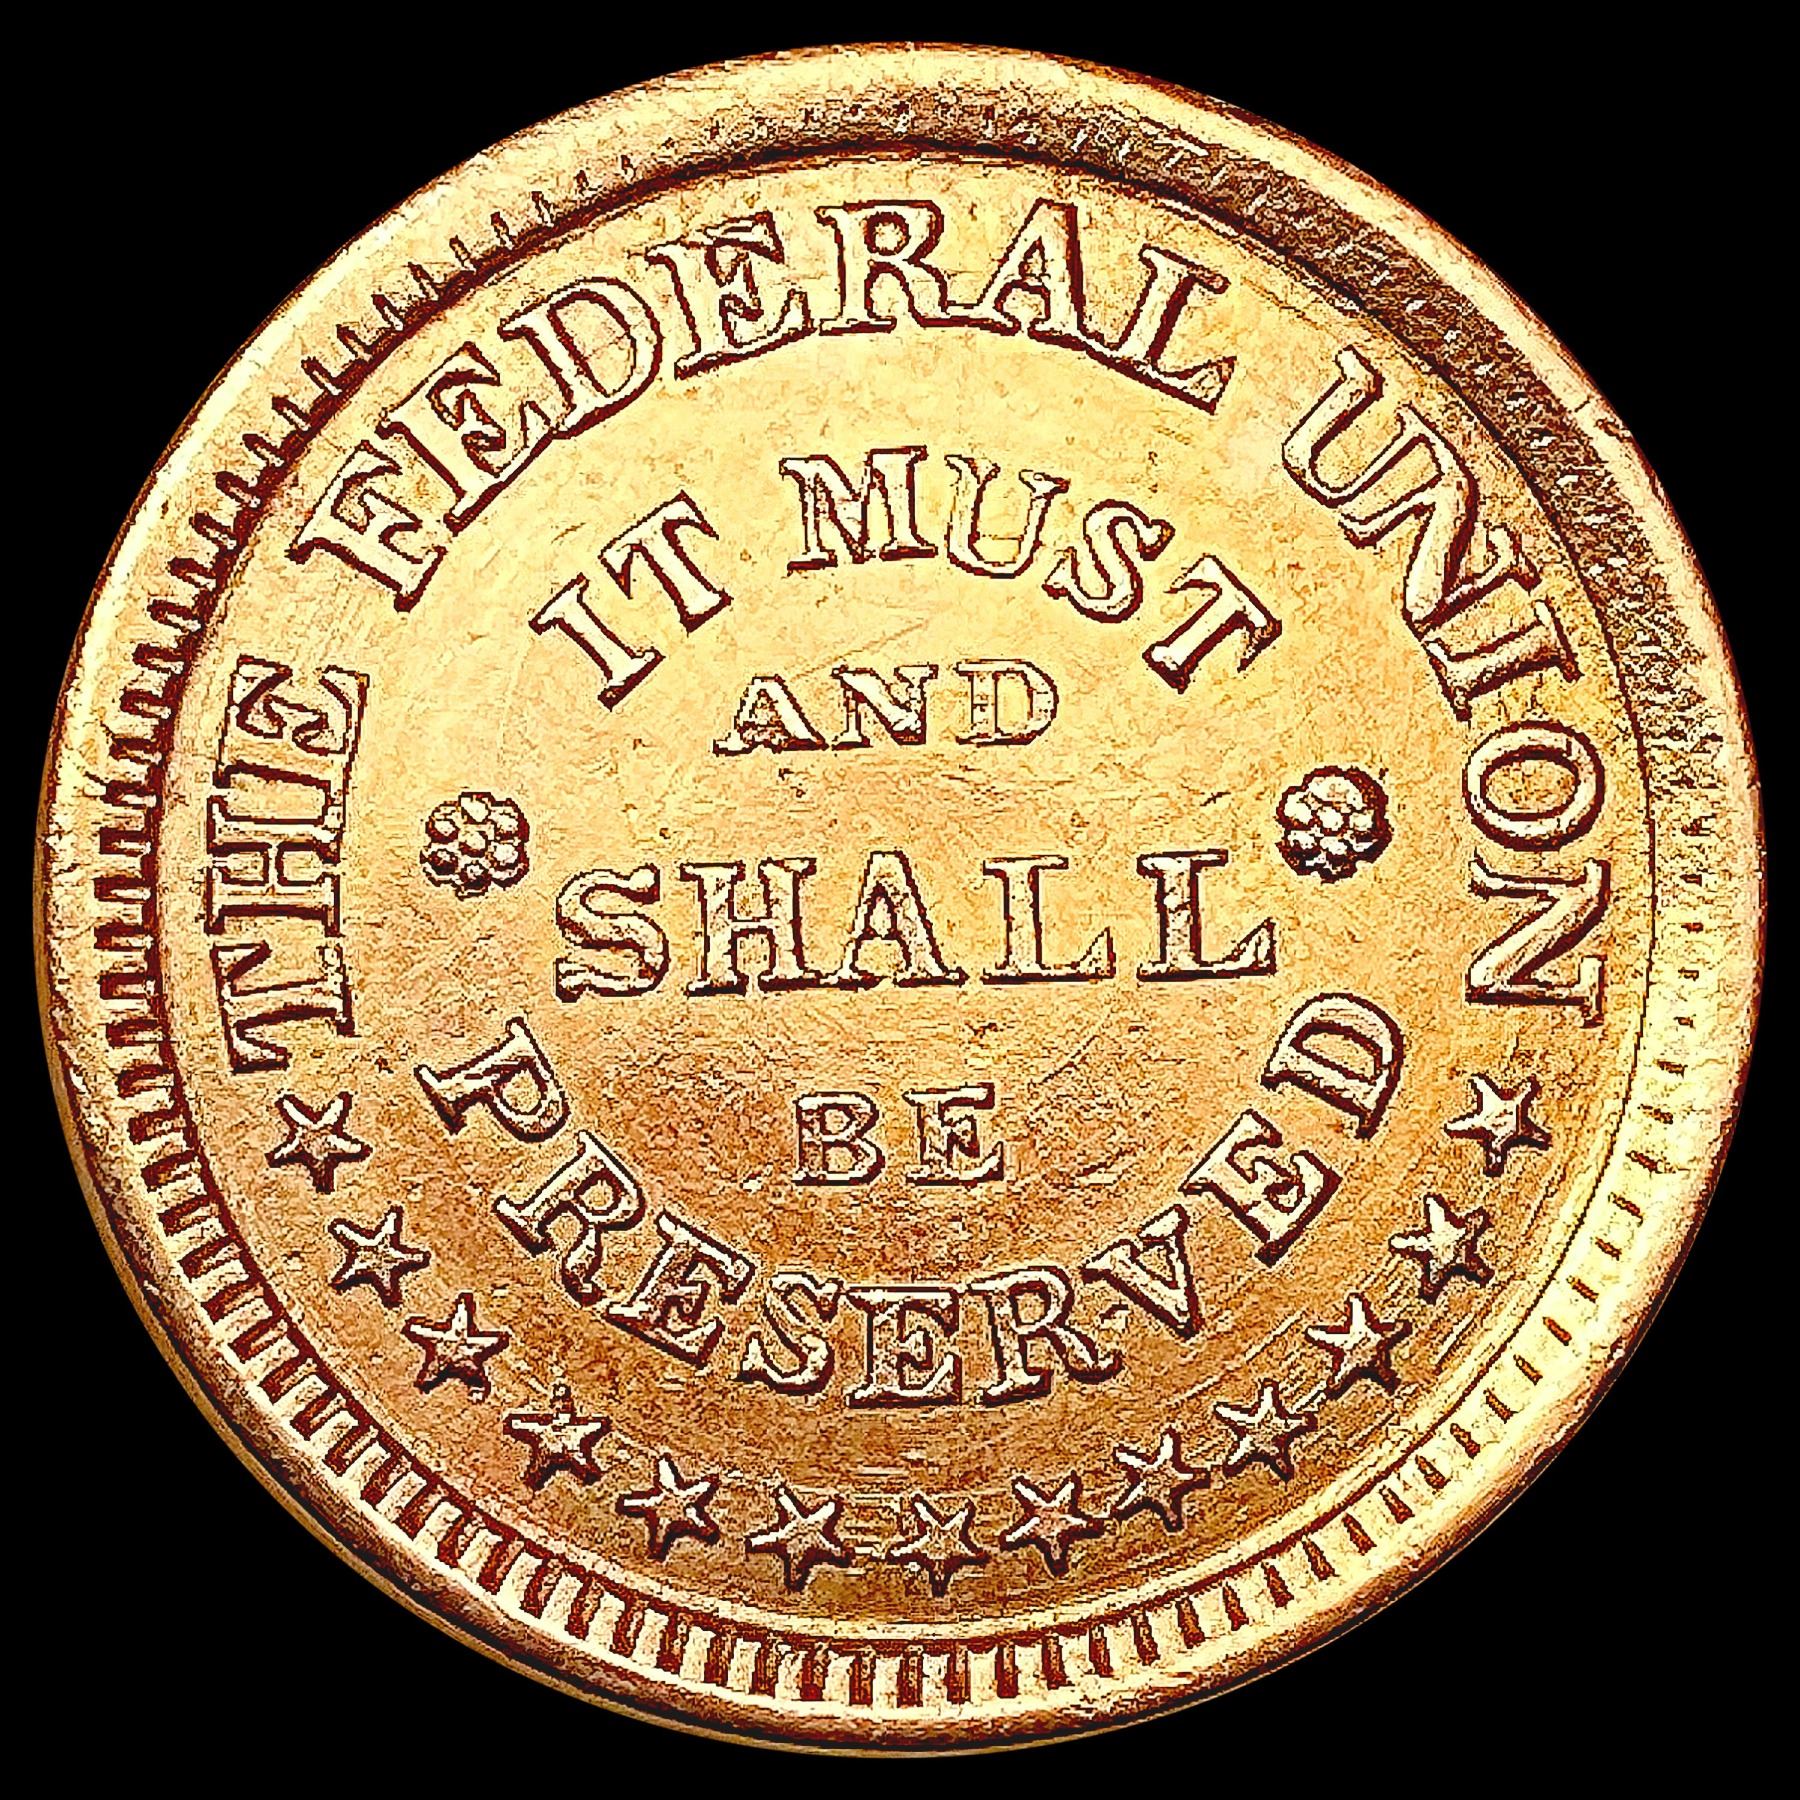 THE FEDERAL UNION
IT MUST
AND
SHALL
BE
PRESERVED